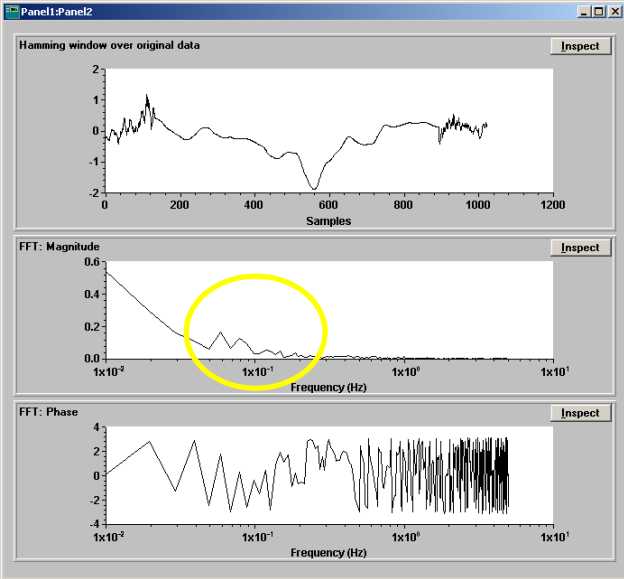 Panel1:Panel2
Hamming window over original data
Inspect
2
1
0
-1
-2
0 200 400 600 800 1000 1200
Samples
FFT: Magnitude
Inspect
0.6
0.4
0.2
0.0
1x10⁻² 1x10⁻¹ 1x10⁰ 1x10¹
Frequency (Hz)
FFT: Phase
Inspect
4
2
0
-2
-4
1x10⁻² 1x10⁻¹ 1x10⁰ 1x10¹
Frequency (Hz)